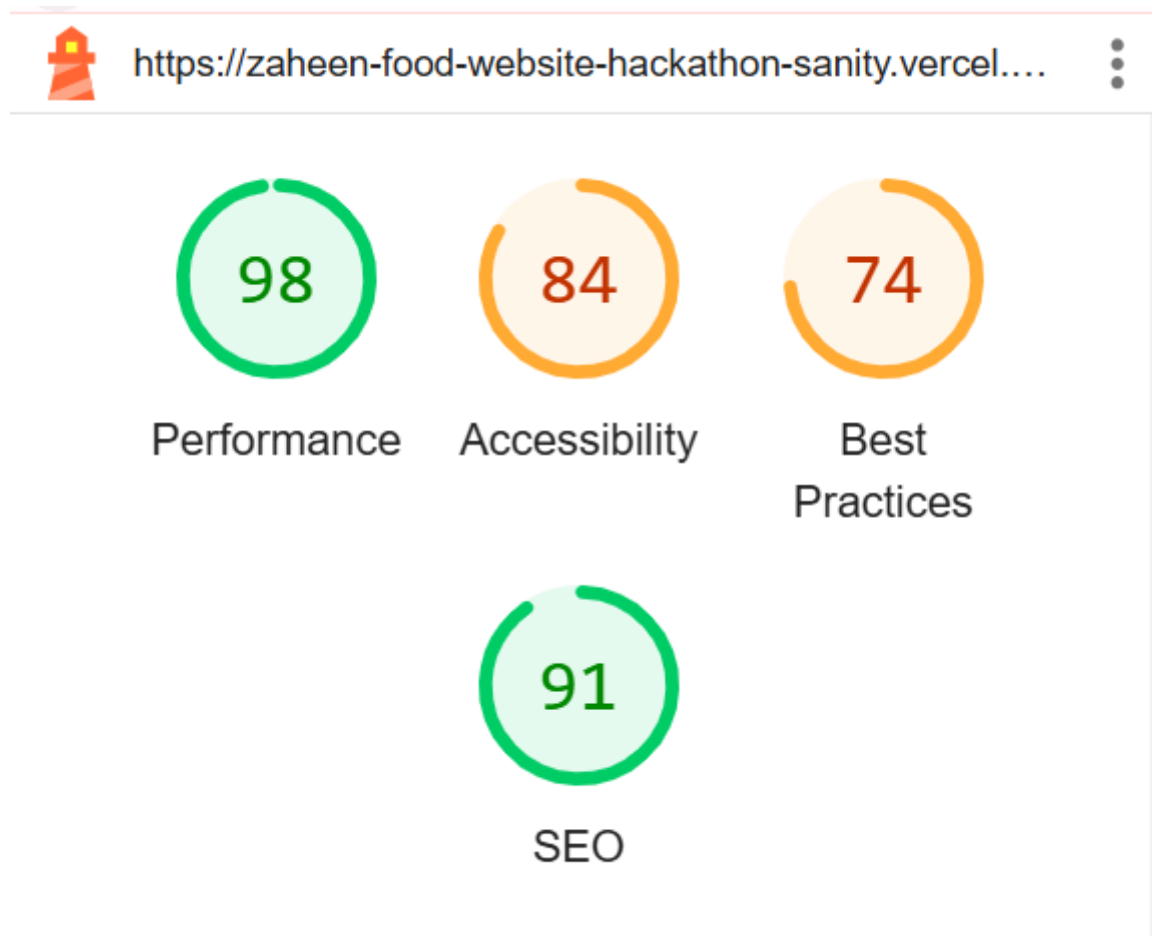 https://zaheen-food-website-hackathon-sanity.vercel.…
98
84
74
Performance
Accessibility
Best
Practices
91
SEO